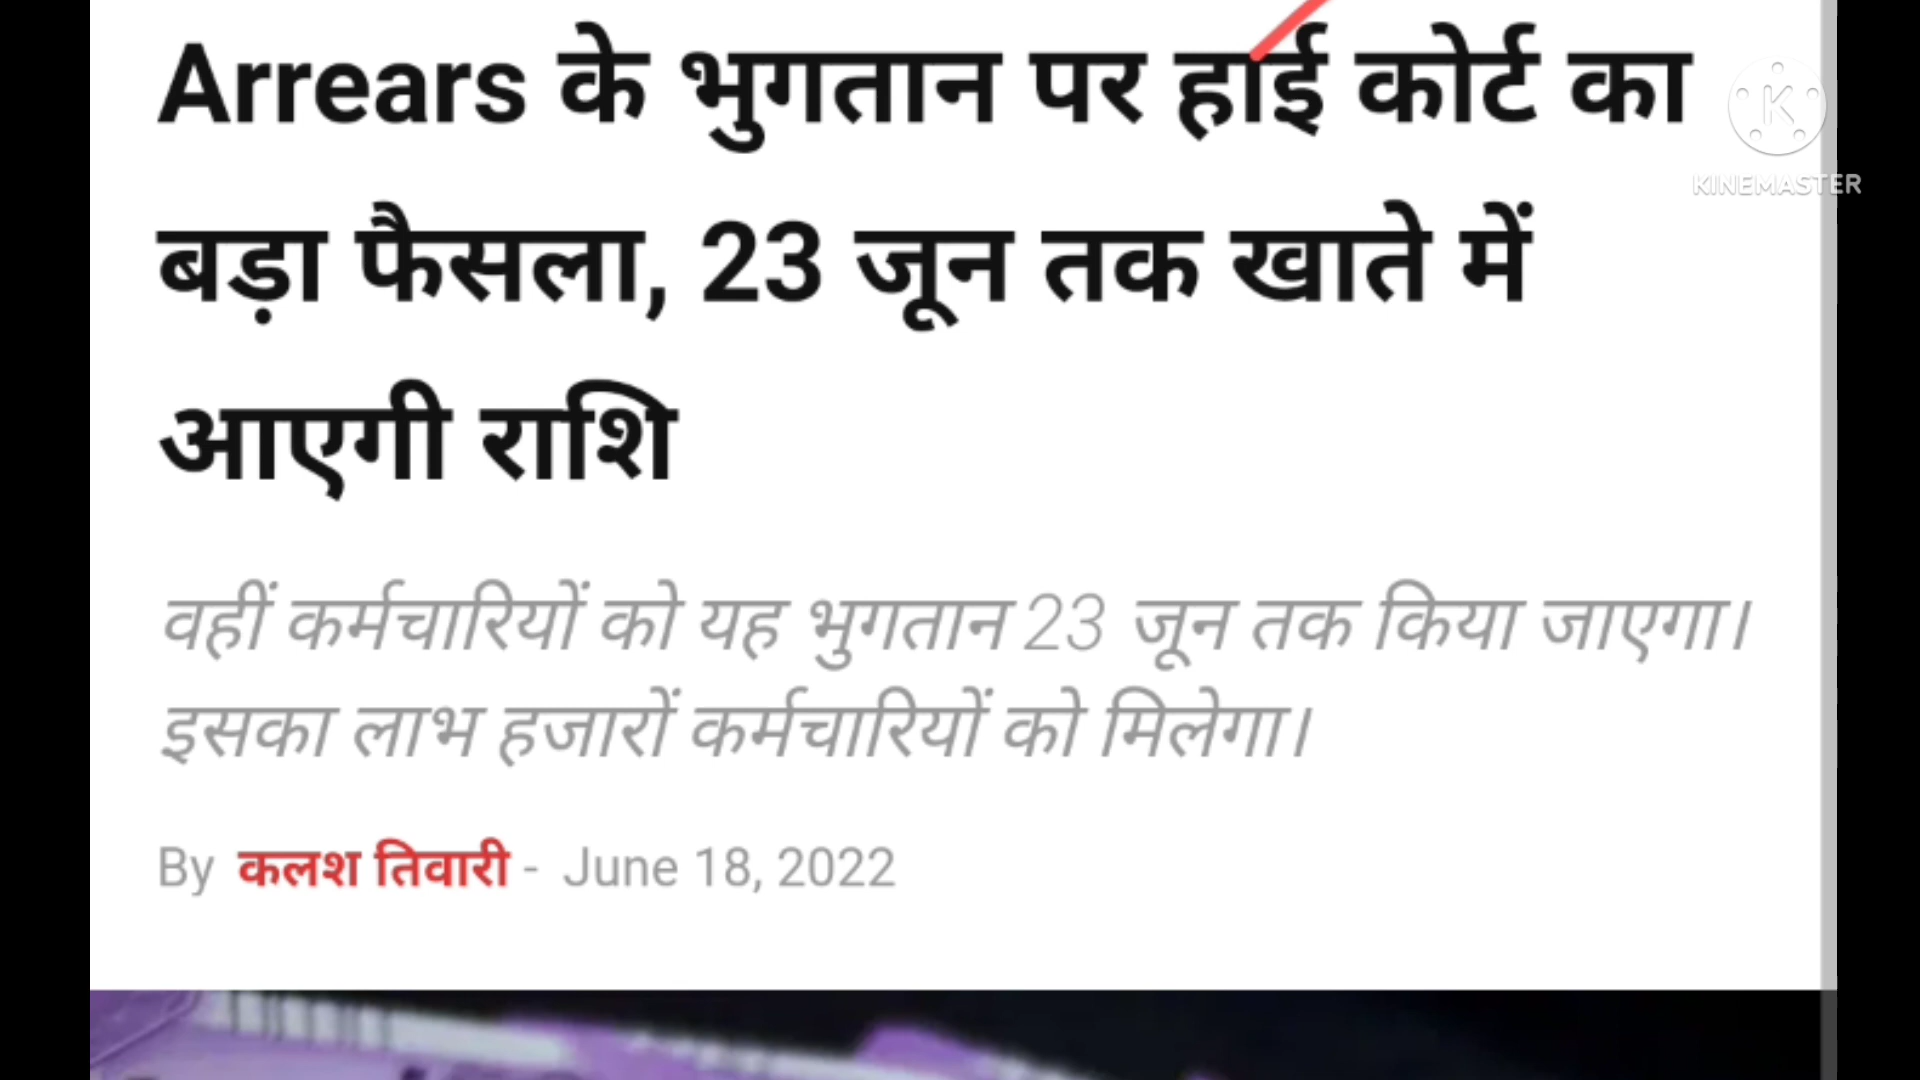 Arrears के भुगतान पर हाई कोर्ट का
बड़ा फैसला, 23 जून तक खाते में
आएगी राशि
वहीं कर्मचारियों को यह भुगतान 23 जून तक किया जाएगा।
इसका लाभ हजारों कर्मचारियों को मिलेगा।
By कलश तिवारी - June 18, 2022
K
KINEMASTER